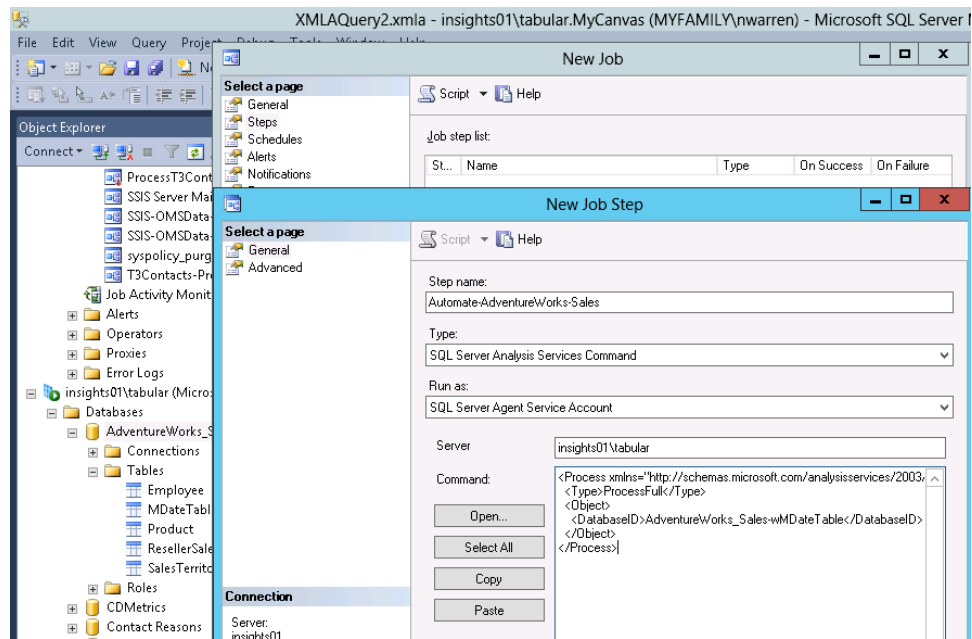 XMLAQuery2.xmla - insights01\tabular.MyCanvas (MYFAMILY\nwarren) - Microsoft SQL Server
File Edit View Query
New Job
Select a page
General
Steps
Schedules
Alerts
Notifications
Script Help
Job step list:
St... Name Type On Success On Failure
Object Explorer
Connect
ProcessT3Cont
SSIS Server Mai
SSIS-OMSData-
SSIS-OMSData-
syspolicy_purg
T3Contacts-Pr
Job Activity Monit
Alerts
Operators
Proxies
Error Logs
insights01\tabular (Micro
Databases
AdventureWorks_S
Connections
Tables
Employee
MDateTabl
Product
ResellerSale
SalesTerrito
Roles
CDMetrics
Contact Reasons
New Job Step
Select a page
General
Advanced
Script Help
Step name:
Automate-AdventureWorks-Sales
Type:
SQL Server Analysis Services Command
Run as:
SQL Server Agent Service Account
Server insights01\tabular
Command:
<Process xmlns="http://schemas.microsoft.com/analysisservices/2003/
<Type>ProcessFull</Type>
<Object>
<DatabaseID>AdventureWorks_Sales-wMDateTable</DatabaseID>
</Object>
</Process>
Open...
Select All
Copy
Paste
Connection
Server:
insights01